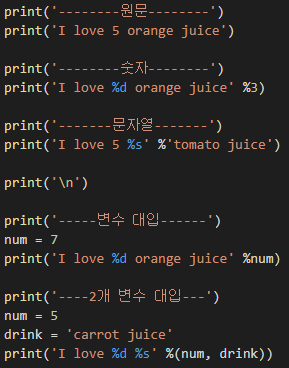 print('--------원문--------')
print('I love 5 orange juice')
print('--------숫자--------')
print('I love %d orange juice' %3)
print('-------문자열-------')
print('I love 5 %s' %'tomato juice')
print('\n')
print('-----변수 대입------')
num = 7
print('I love %d orange juice' %num)
print('----2개 변수 대입---')
num = 5
drink = 'carrot juice'
print('I love %d %s' %(num, drink))